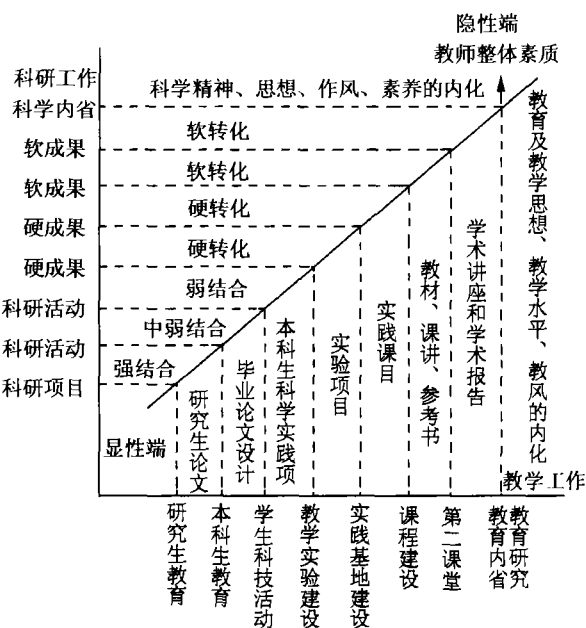 隐性端
教师整体素质
科研工作
科学内省
科学精神、思想、作风、素养的内化
软成果
软转化
软成果
软转化
硬成果
硬转化
硬成果
硬转化
科研活动
弱结合
科研活动
中弱结合
科研项目
强结合
显性端
研究生论文
毕业论文设计
本科生科学实践项
实验项目
实践课目
教材、课讲、参考书
学术讲座和学术报告
教育及教学思想、教学水平、教风的内化
教学工作
研究生教育
本科生教育
学生科技活动
教学实验建设
实践基地建设
课程建设
第二课堂
教育内省
教育研究